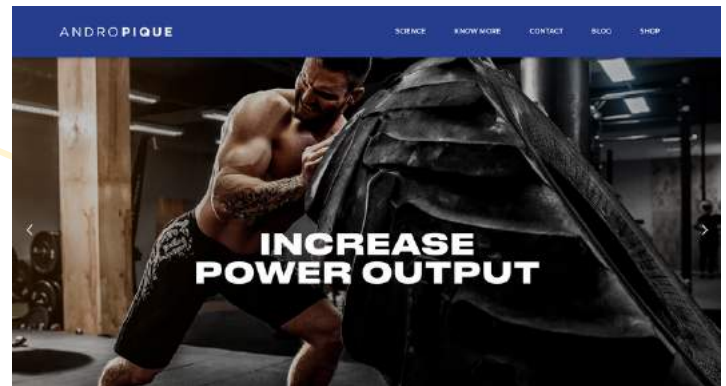 ANDROPIQUE
SCIENCE KNOW MORE CONTACT BLOG SHOP
INCREASE
POWER OUTPUT